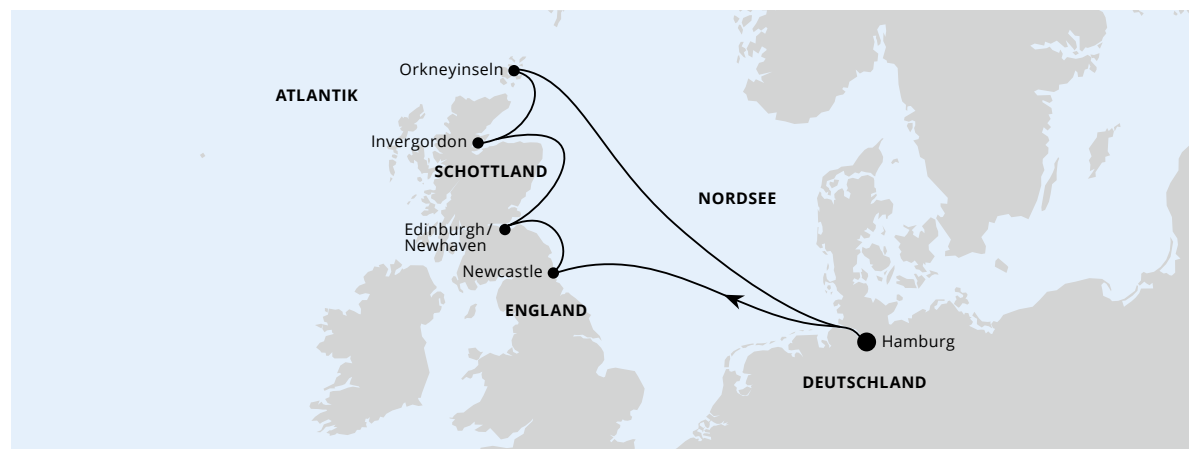 Orkneyinseln
ATLANTIK
Invergordon
SCHOTTLAND
NORDSEE
Edinburgh/
Newhaven
Newcastle
ENGLAND
Hamburg
DEUTSCHLAND